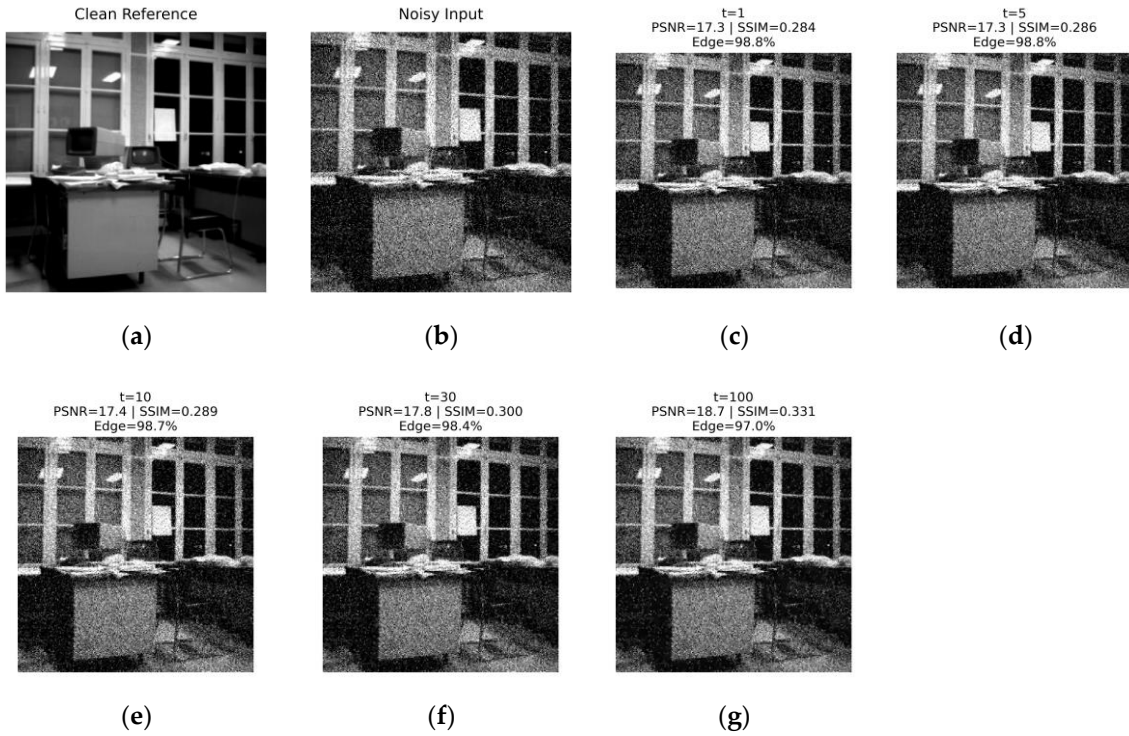 Clean Reference
Noisy Input
t=1
PSNR=17.3 | SSIM=0.284
Edge=98.8%
t=5
PSNR=17.3 | SSIM=0.286
Edge=98.8%
(a)
(b)
(c)
(d)
t=10
PSNR=17.4 | SSIM=0.289
Edge=98.7%
t=30
PSNR=17.8 | SSIM=0.300
Edge=98.4%
t=100
PSNR=18.7 | SSIM=0.331
Edge=97.0%
(e)
(f)
(g)